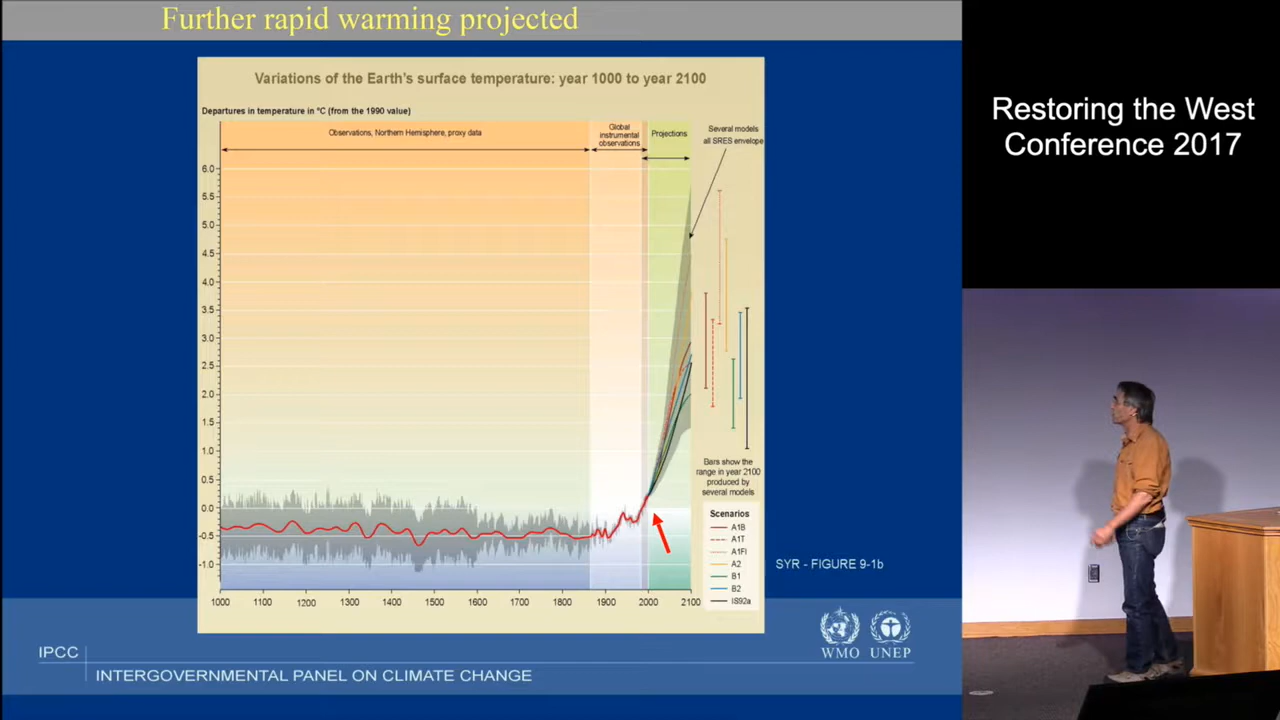 Further rapid warming projected
Restoring the West
Conference 2017
Variations of the Earth's surface temperature: year 1000 to year 2100
Departures in temperature in °C (from the 1990 value)
Observations, Northern Hemisphere, proxy data
Global
instrumental
observations
Projections
Several models
all SRES envelope
6.0
5.5
5.0
4.5
4.0
3.5
3.0
2.5
2.0
1.5
1.0
0.5
0.0
-0.5
-1.0
1000 1100 1200 1300 1400 1500 1600 1700 1800 1900 2000 2100
Bars show the
range in year 2100
produced by
several models
Scenarios
A1B
A1T
A1FI
A2
B1
B2
IS92a
SYR - FIGURE 9-1b
WMO UNEP
IPCC
INTERGOVERNMENTAL PANEL ON CLIMATE CHANGE